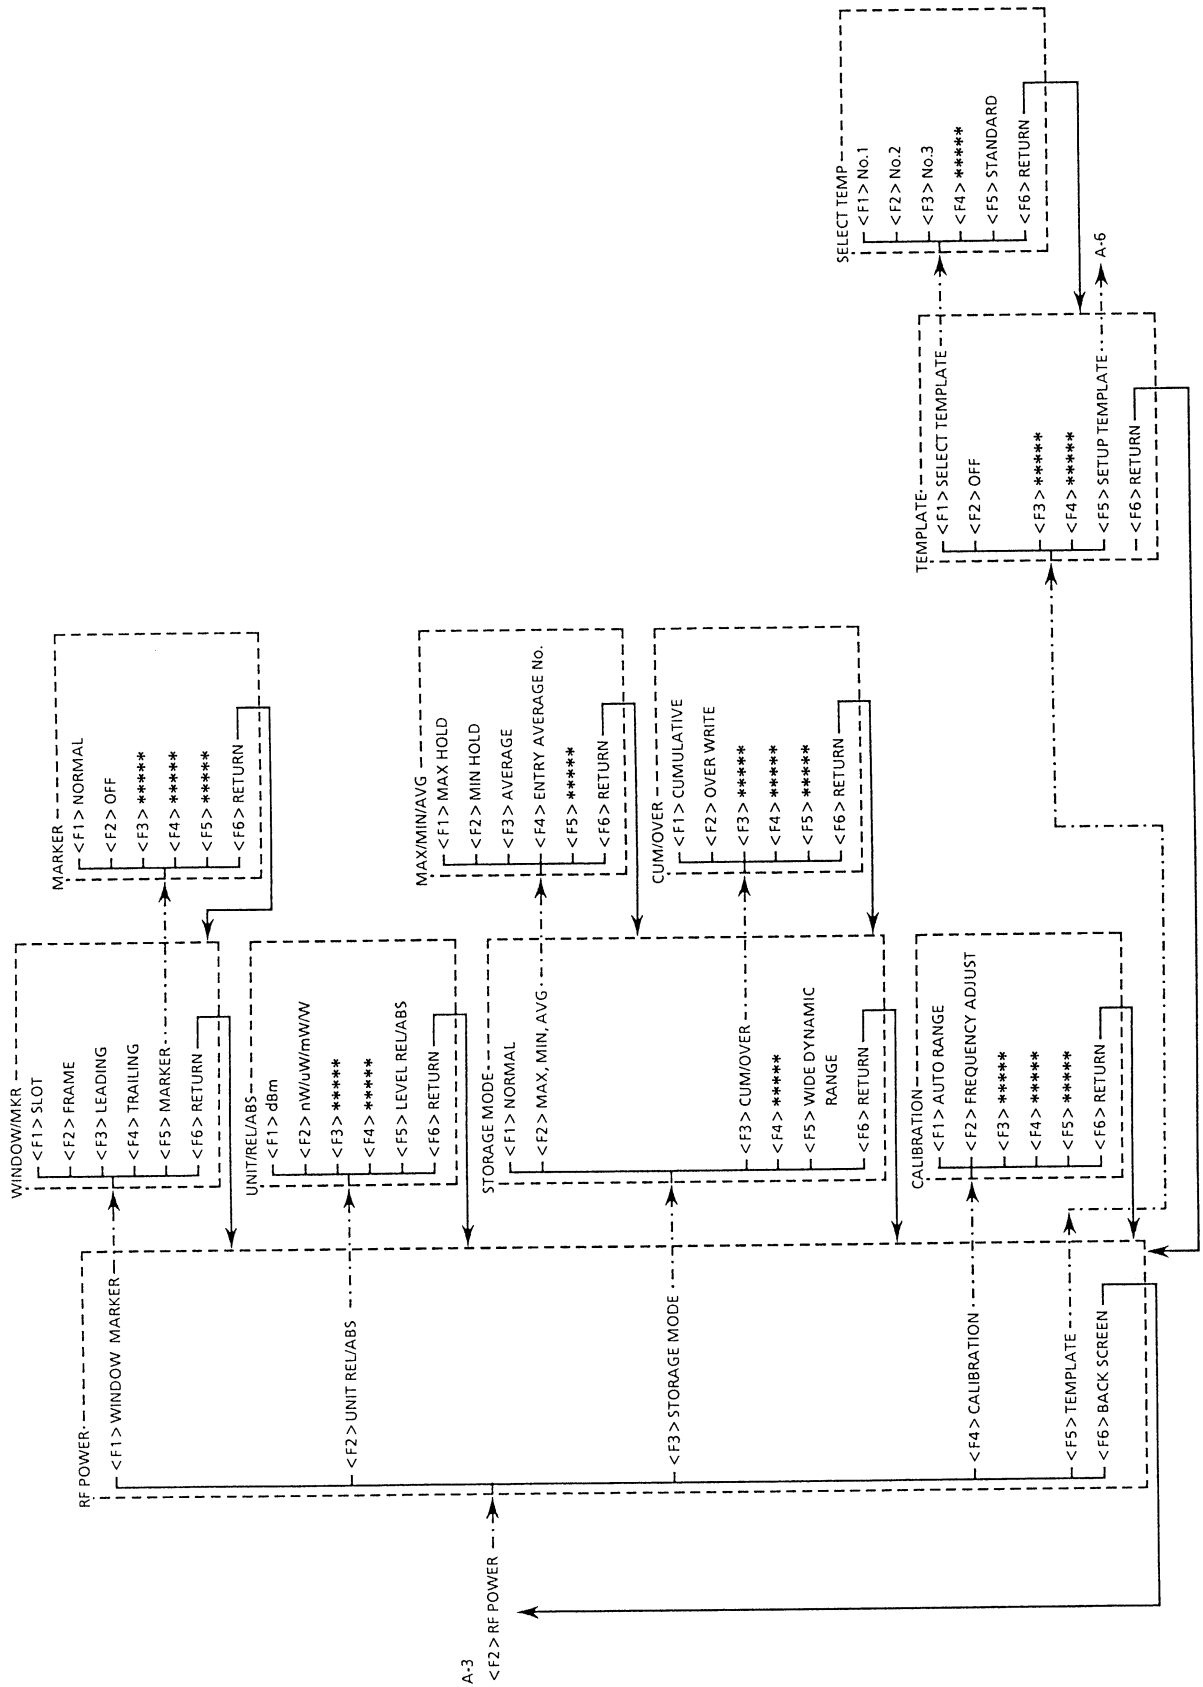 A-3
<F2> RF POWER
RF POWER
<F1> WINDOW MARKER
<F2> UNIT REL/ABS
<F3> STORAGE MODE
<F4> CALIBRATION
<F5> TEMPLATE
<F6> BACK SCREEN
WINDOW/MKR
<F1> SLOT
<F2> FRAME
<F3> LEADING
<F4> TRAILING
<F5> MARKER
<F6> RETURN
UNIT/REL/ABS
<F1> dBm
<F2> nW/uW/mW/W
<F3> *****
<F4> *****
<F5> LEVEL REL/ABS
<F6> RETURN
STORAGE MODE
<F1> NORMAL
<F2> MAX, MIN, AVG
<F3> CUM/OVER
<F4> *****
<F5> WIDE DYNAMIC
RANGE
<F6> RETURN
CALIBRATION
<F1> AUTO RANGE
<F2> FREQUENCY ADJUST
<F3> *****
<F4> *****
<F5> *****
<F6> RETURN
MARKER
<F1> NORMAL
<F2> OFF
<F3> *****
<F4> *****
<F5> *****
<F6> RETURN
MAX/MIN/AVG
<F1> MAX HOLD
<F2> MIN HOLD
<F3> AVERAGE
<F4> ENTRY AVERAGE No.
<F5> *****
<F6> RETURN
CUM/OVER
<F1> CUMULATIVE
<F2> OVER WRITE
<F3> *****
<F4> *****
<F5> *****
<F6> RETURN
TEMPLATE
<F1> SELECT TEMPLATE
<F2> OFF
<F3> *****
<F4> *****
<F5> SETUP TEMPLATE
<F6> RETURN
A-6
SELECT TEMP
<F1> No.1
<F2> No.2
<F3> No.3
<F4> *****
<F5> STANDARD
<F6> RETURN